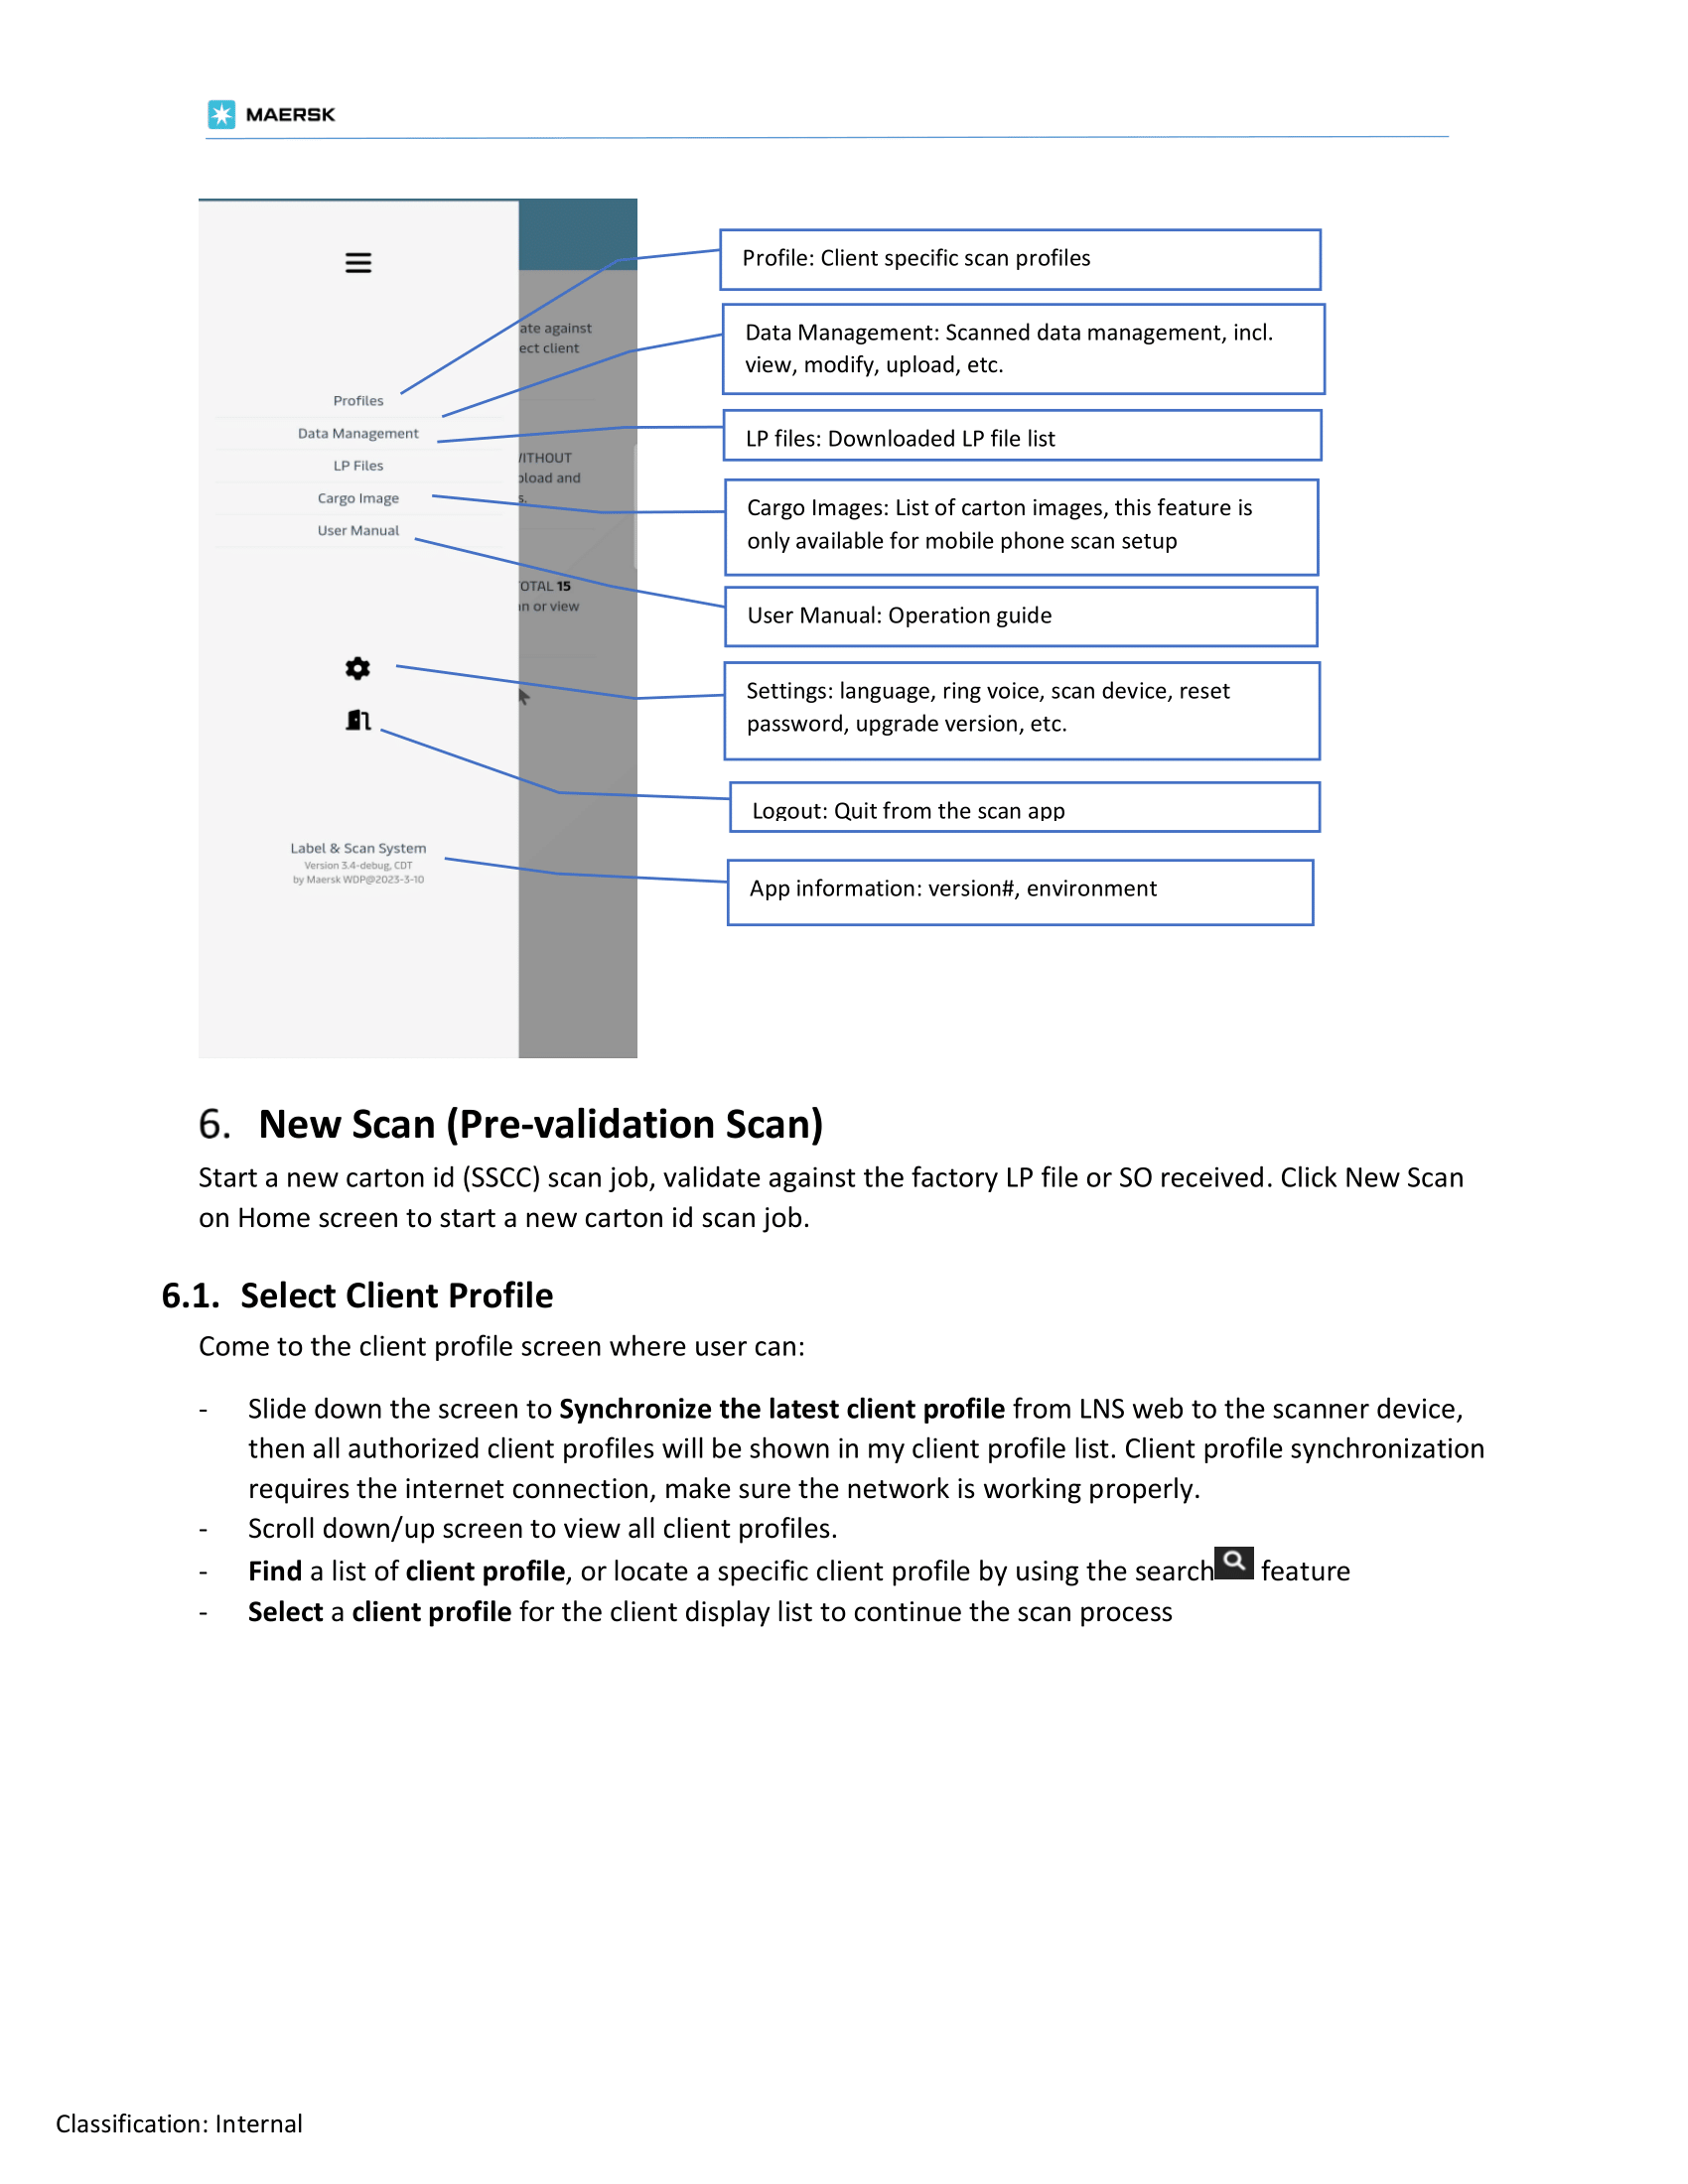 MAERSK
Profiles
Data Management
LP Files
Cargo Image
User Manual
Label & Scan System
Version 3.4-debug, CDT
by Maersk WDP@2023-3-10
ate against
ect client
ITHOUT
pload and
s.
OTAL 15
n or view
Profile: Client specific scan profiles
Data Management: Scanned data management, incl.
view, modify, upload, etc.
LP files: Downloaded LP file list
Cargo Images: List of carton images, this feature is
only available for mobile phone scan setup
User Manual: Operation guide
Settings: language, ring voice, scan device, reset
password, upgrade version, etc.
Logout: Quit from the scan app
App information: version#, environment
6. New Scan (Pre-validation Scan)
Start a new carton id (SSCC) scan job, validate against the factory LP file or SO received. Click New Scan
on Home screen to start a new carton id scan job.
6.1. Select Client Profile
Come to the client profile screen where user can:
- Slide down the screen to Synchronize the latest client profile from LNS web to the scanner device,
then all authorized client profiles will be shown in my client profile list. Client profile synchronization
requires the internet connection, make sure the network is working properly.
- Scroll down/up screen to view all client profiles.
- Find a list of client profile, or locate a specific client profile by using the search feature
- Select a client profile for the client display list to continue the scan process
Classification: Internal